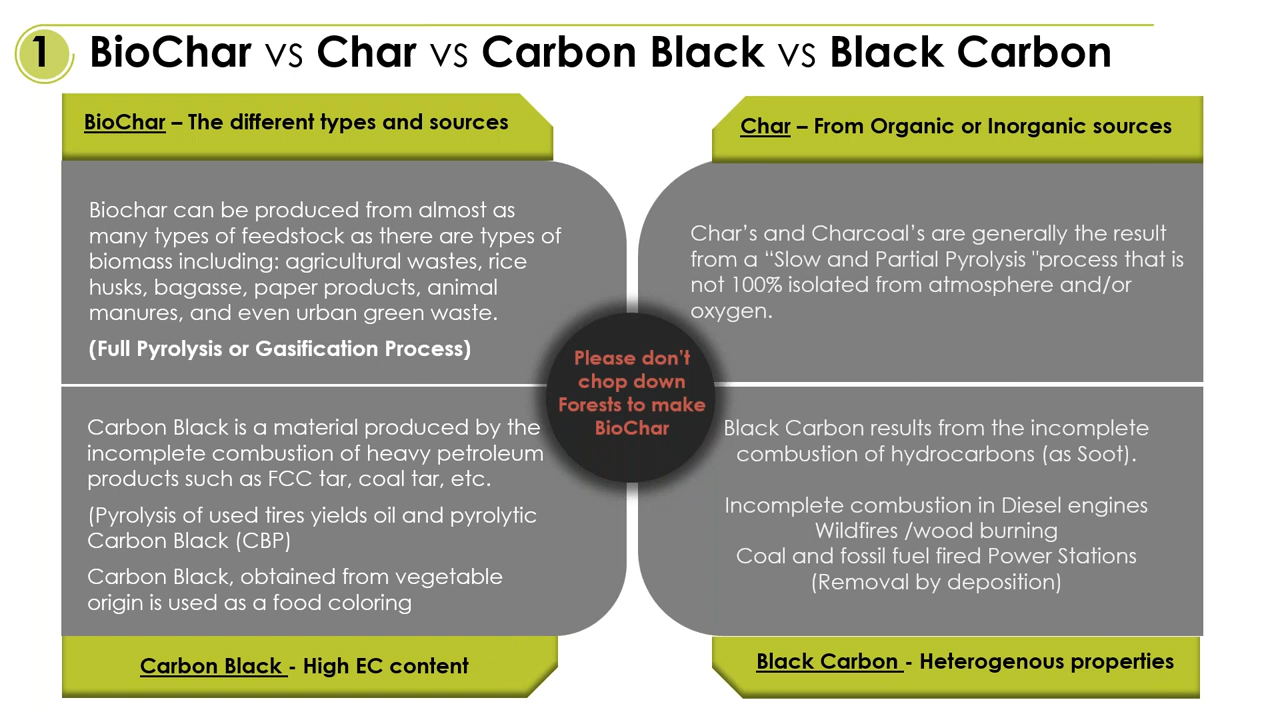 1
BioChar vs Char vs Carbon Black vs Black Carbon
BioChar – The different types and sources
Biochar can be produced from almost as
many types of feedstock as there are types of
biomass including: agricultural wastes, rice
husks, bagasse, paper products, animal
manures, and even urban green waste.
(Full Pyrolysis or Gasification Process)
Char – From Organic or Inorganic sources
Char’s and Charcoal’s are generally the result
from a “Slow and Partial Pyrolysis "process that is
not 100% isolated from atmosphere and/or
oxygen.
Please don’t
chop down
Forests to make
BioChar
Carbon Black is a material produced by the
incomplete combustion of heavy petroleum
products such as FCC tar, coal tar, etc.
(Pyrolysis of used tires yields oil and pyrolytic
Carbon Black (CBP)
Carbon Black, obtained from vegetable
origin is used as a food coloring
Carbon Black - High EC content
Black Carbon results from the incomplete
combustion of hydrocarbons (as Soot).
Incomplete combustion in Diesel engines
Wildfires /wood burning
Coal and fossil fuel fired Power Stations
(Removal by deposition)
Black Carbon - Heterogenous properties